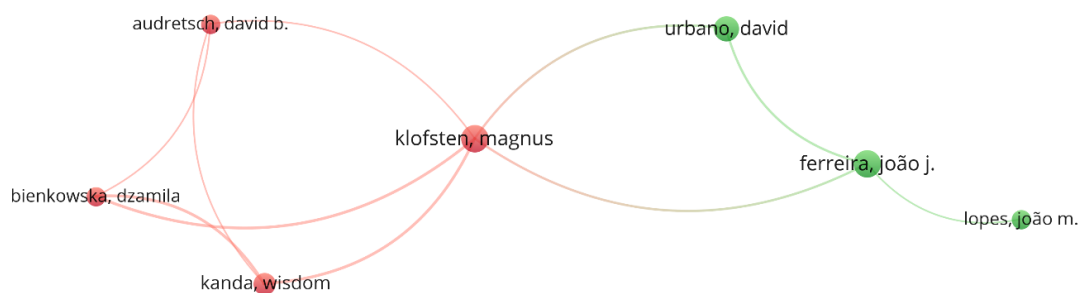 audretsch, david b.
urbano, david
klofsten, magnus
ferreira, joão j.
bienkowska, dzamila
lopes, joão m.
kanda, wisdom